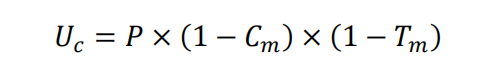 U_c = P × (1 − C_m) × (1 − T_m)